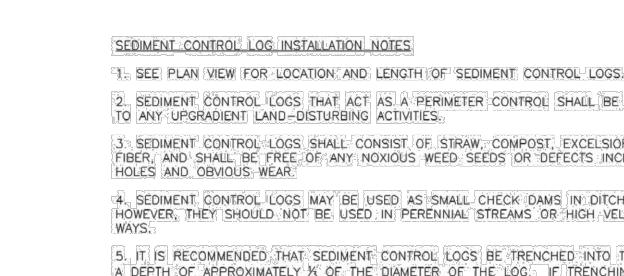 SEDIMENT CONTROL LOG INSTALLATION NOTES
1. SEE PLAN VIEW FOR LOCATION AND LENGTH OF SEDIMENT CONTROL LOGS.
2. SEDIMENT CONTROL LOGS THAT ACT AS A PERIMETER CONTROL SHALL BE
TO ANY UPGRADIENT LAND-DISTURBING ACTIVITIES.
3. SEDIMENT CONTROL LOGS SHALL CONSIST OF STRAW, COMPOST, EXCELSIO
FIBER, AND SHALL BE FREE OF ANY NOXIOUS WEED SEEDS OR DEFECTS INC
HOLES AND OBVIOUS WEAR.
4. SEDIMENT CONTROL LOGS MAY BE USED AS SMALL CHECK DAMS IN DITCH
HOWEVER, THEY SHOULD NOT BE USED IN PERENNIAL STREAMS OR HIGH VEL
WAYS.
5. IT IS RECOMMENDED THAT SEDIMENT CONTROL LOGS BE TRENCHED INTO T
A DEPTH OF APPROXIMATELY OF THE DIAMETER OF THE LOG. IF TRENCHI